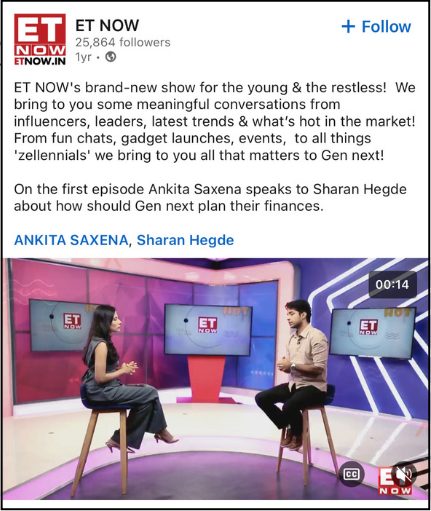 ET
NOW
ETNOW.IN
ET NOW
25,864 followers
1yr •
+ Follow
ET NOW's brand-new show for the young & the restless!  We
bring to you some meaningful conversations from
influencers, leaders, latest trends & what's hot in the market!
From fun chats, gadget launches, events,  to all things
'zellennials' we bring to you all that matters to Gen next!
On the first episode Ankita Saxena speaks to Sharan Hegde
about how should Gen next plan their finances.
ANKITA SAXENA, Sharan Hegde
00:14
ET
NOW
ET
NOW
HOT
ET
NOW
CC
NOW